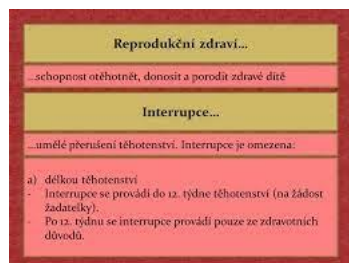 Reprodukční zdraví...
...schopnost otěhotnět, donosit a porodit zdravé dítě
Interrupce...
...umělé přerušení těhotenství. Interrupce je omezena:
a) délkou těhotenství
- Interrupce se provádí do 12. týdne těhotenství (na žádost
žadatelky).
- Po 12. týdnu se interrupce provádí pouze ze zdravotních
důvodů.